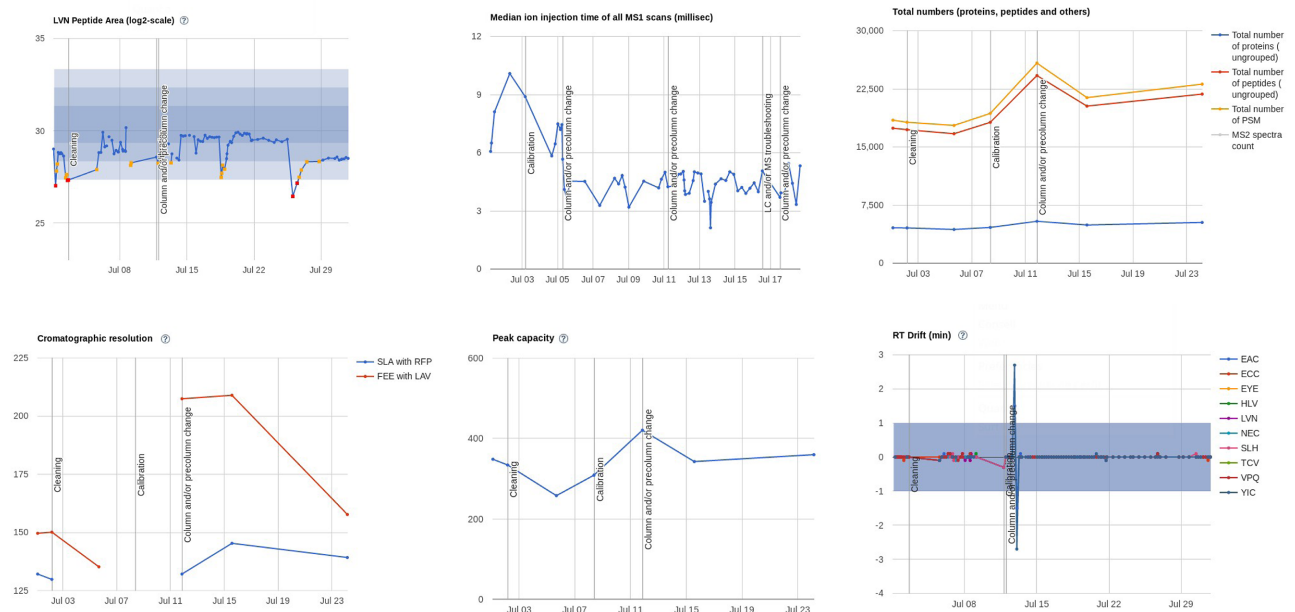 LVN Peptide Area (log2-scale) ?
35
30
25
Cleaning
Column and/or precolumn change
Jul 08 Jul 15 Jul 22 Jul 29
Median ion injection time of all MS1 scans (millisec)
12
9
6
3
0
Calibration
Column and/or precolumn change
Column and/or precolumn change
LC and/or MS troubleshooting
Column and/or precolumn change
Jul 03 Jul 05 Jul 07 Jul 09 Jul 11 Jul 13 Jul 15 Jul 17
Total numbers (proteins, peptides and others)
30,000
22,500
15,000
7,500
0
Cleaning
Calibration
Column and/or precolumn change
Jul 03 Jul 07 Jul 11 Jul 15 Jul 19 Jul 23
Total number
of proteins (
ungrouped)
Total number
of peptides (
ungrouped)
Total number
of PSM
MS2 spectra
count
Cromatographic resolution ?
225
200
175
150
125
Cleaning
Calibration
Column and/or precolumn change
Jul 03 Jul 07 Jul 11 Jul 15 Jul 19 Jul 23
SLA with RFP
FEE with LAV
Peak capacity ?
600
400
200
0
Cleaning
Calibration
Column and/or precolumn change
Jul 03 Jul 07 Jul 11 Jul 15 Jul 19 Jul 23
RT Drift (min) ?
3
2
1
0
-1
-2
-3
-4
Cleaning
Calibration
Column and/or precolumn change
Jul 08 Jul 15 Jul 22 Jul 29
EAC
ECC
EYE
HLV
LVN
NEC
SLH
TCV
VPQ
YIC